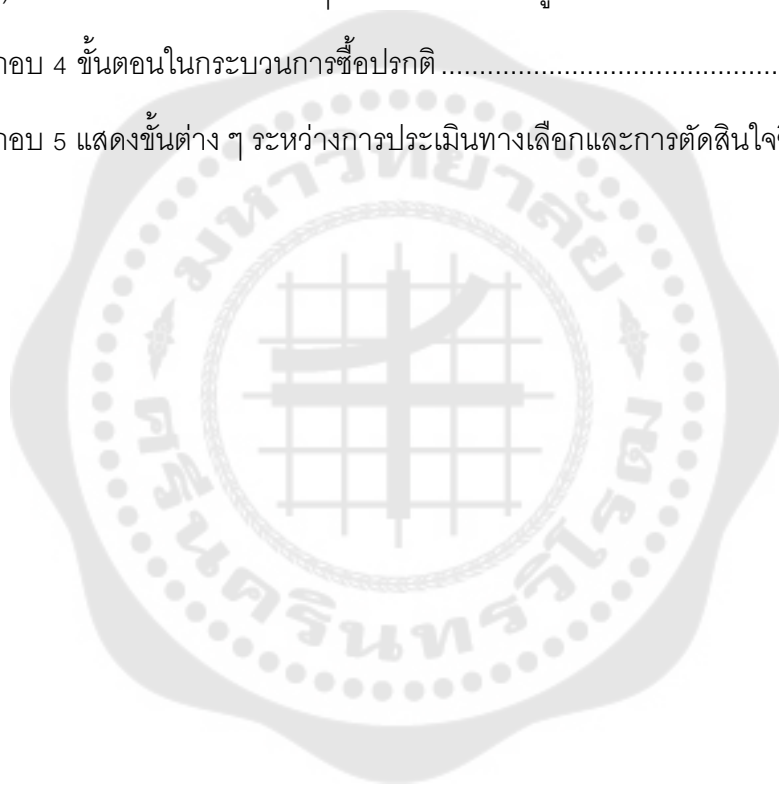 กอบ 4 ขั้นตอนในกระบวนการซื้อปรกติ ............................................
กอบ 5 แสดงขั้นต่าง ๆ ระหว่างการประเมินทางเลือกและการตัดสินใจ
มหาวิทยาลัย
ศรีนครินทรวิโรฒ